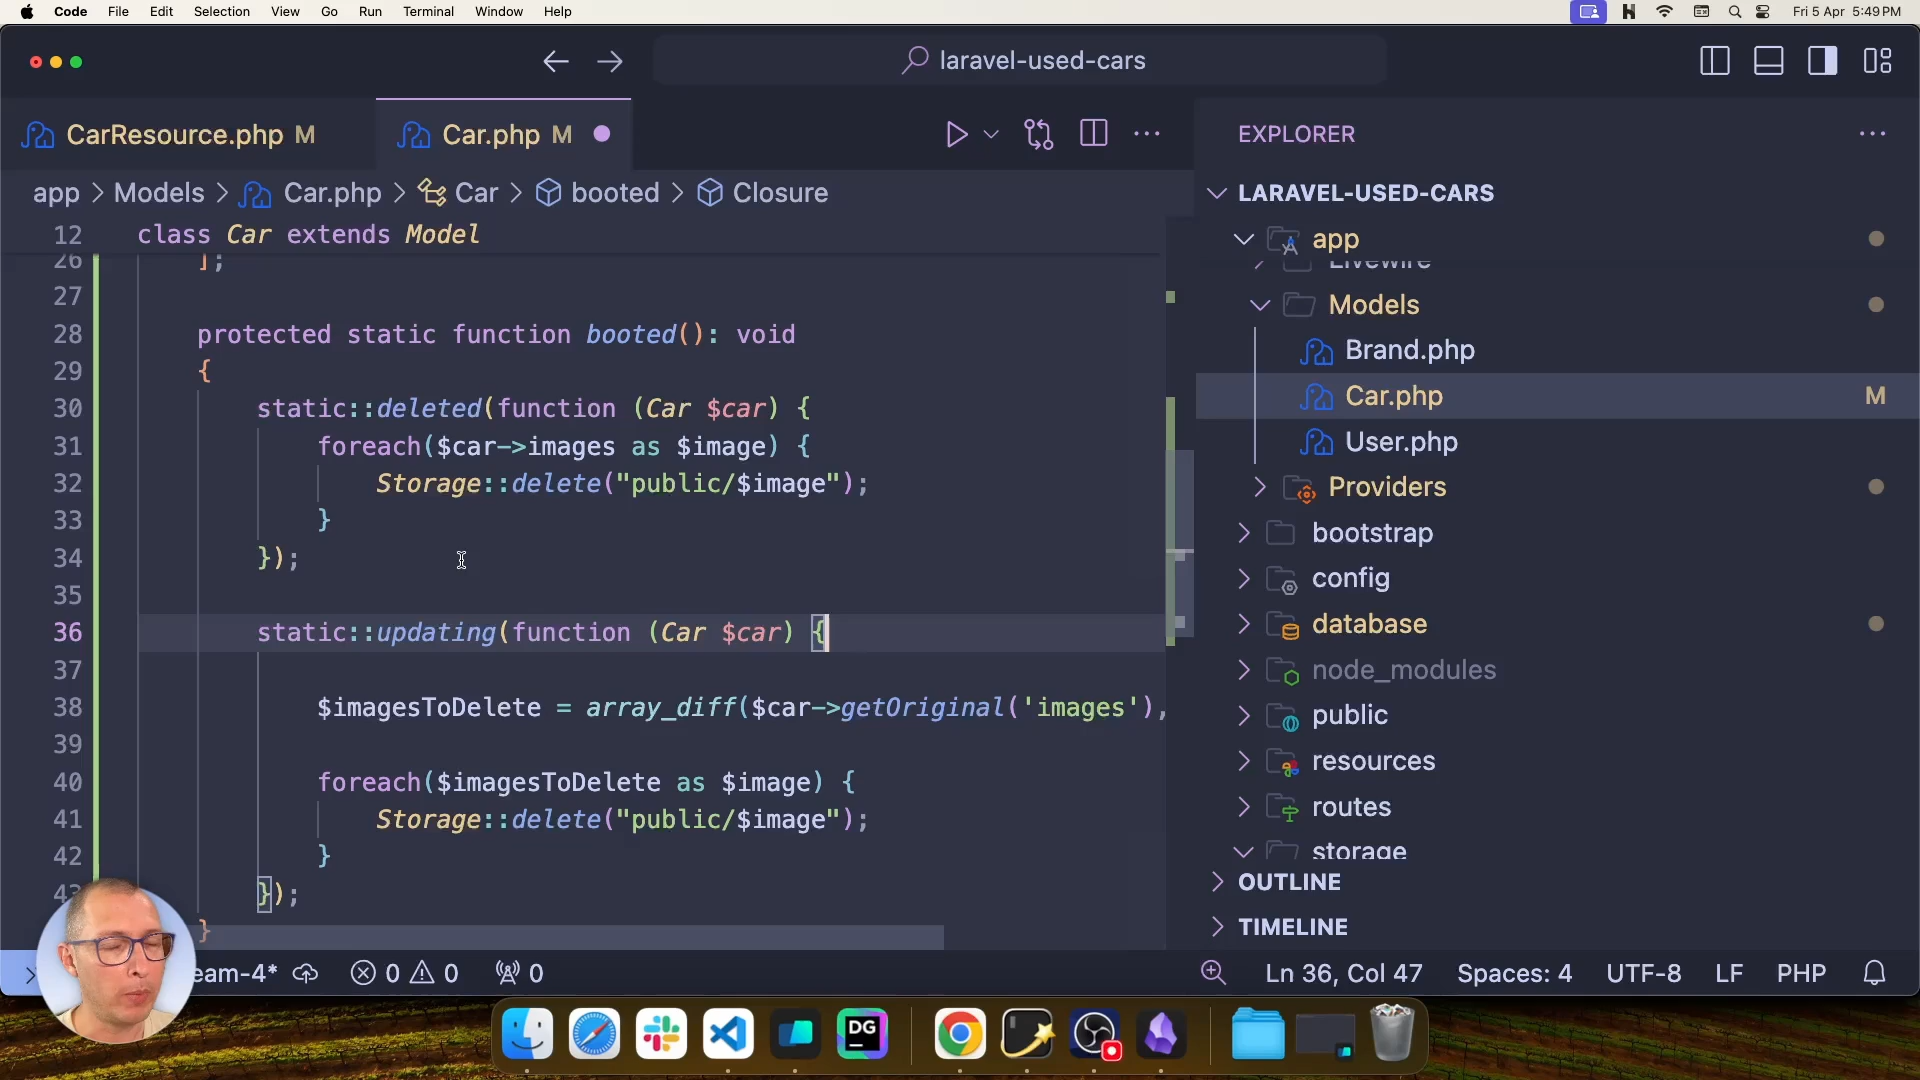 Code File Edit Selection View Go Run Terminal Window Help
Fri 5 Apr 5:49 PM
laravel-used-cars
CarResource.php M
Car.php M
app > Models > Car.php > Car > booted > Closure
12 class Car extends Model
26 ];
27
28 protected static function booted(): void
29 {
30 static::deleted(function (Car $car) {
31 foreach($car->images as $image) {
32 Storage::delete("public/$image");
33 }
34 });
35
36 static::updating(function (Car $car) {
37
38 $imagesToDelete = array_diff($car->getOriginal('images'),
39
40 foreach($imagesToDelete as $image) {
41 Storage::delete("public/$image");
42 }
43 });
}
EXPLORER
LARAVEL-USED-CARS
app
Livewire
Models
Brand.php
Car.php M
User.php
Providers
bootstrap
config
database
node_modules
public
resources
routes
storage
OUTLINE
TIMELINE
eam-4* 0 0 0
Ln 36, Col 47 Spaces: 4 UTF-8 LF PHP
DG